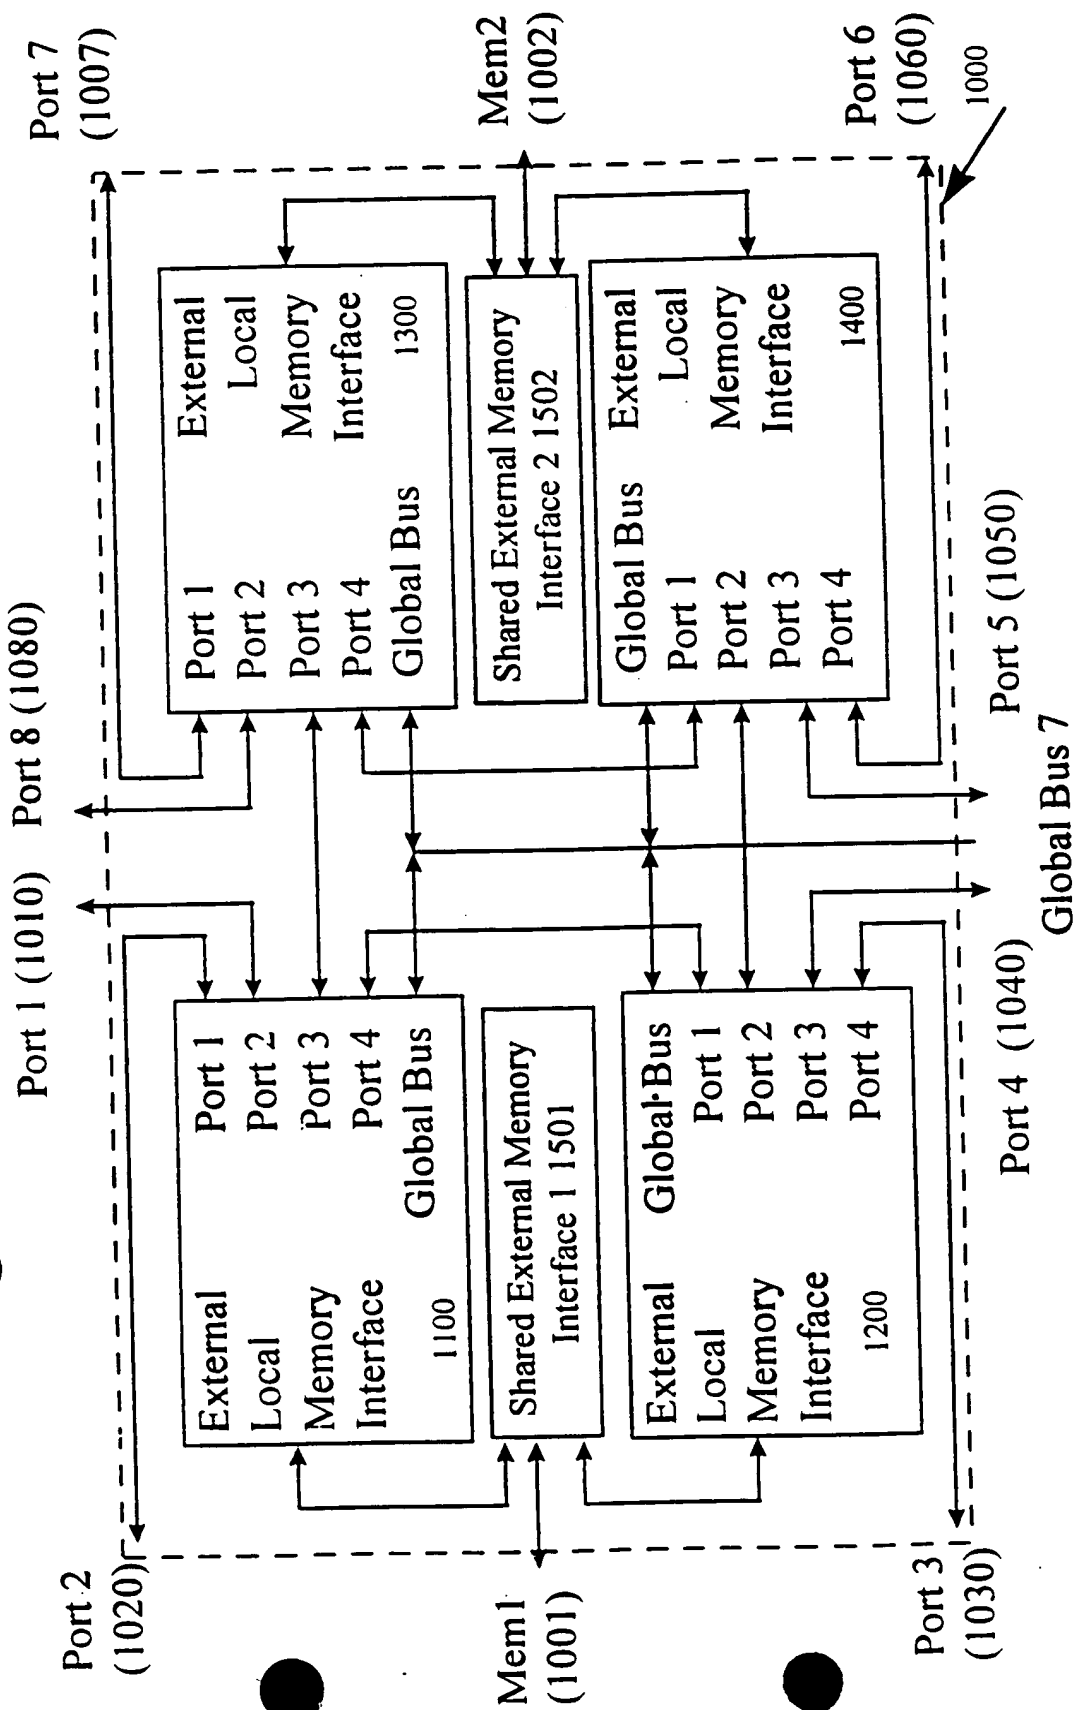 Port 2
(1020)
Port 1 (1010)
Port 8 (1080)
Port 7
(1007)
External
Local
Memory
Interface
1100
Port 1
Port 2
Port 3
Port 4
Global Bus
Port 1
Port 2
Port 3
Port 4
Global Bus
External
Local
Memory
Interface
1300
Mem1
(1001)
Shared External Memory
Interface 1 1501
Shared External Memory
Interface 2 1502
Mem2
(1002)
External
Local
Memory
Interface
1200
Global Bus
Port 1
Port 2
Port 3
Port 4
Global Bus
Port 1
Port 2
Port 3
Port 4
External
Local
Memory
Interface
1400
Port 3
(1030)
Port 4 (1040)
Global Bus 7
Port 5 (1050)
Port 6
(1060)
1000